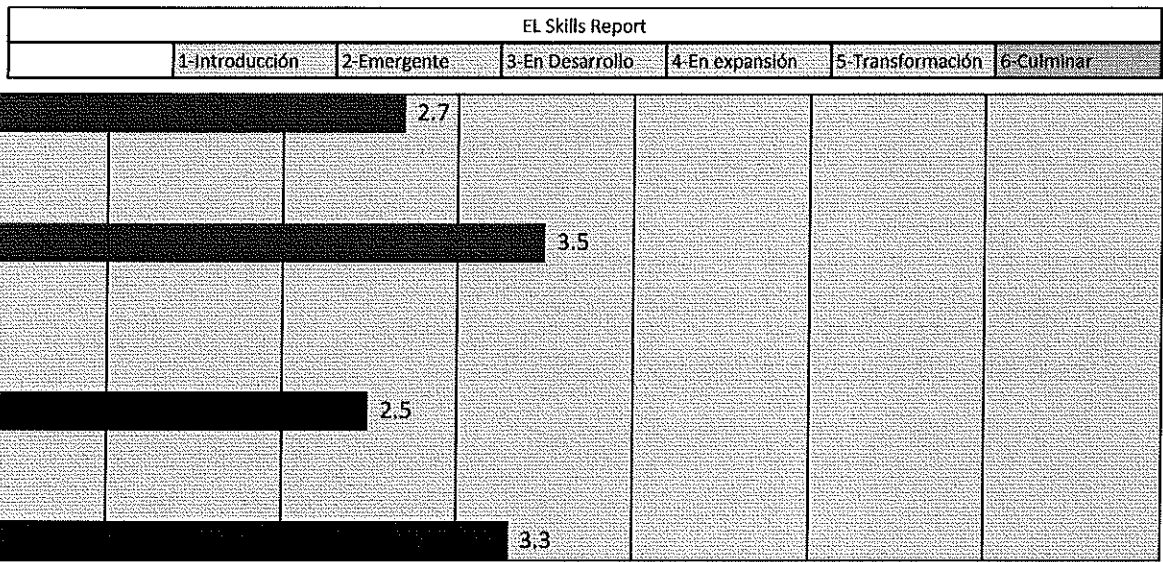 EL Skills Report
1-Introducción 2-Emergente 3-En Desarrollo 4-En expansión 5-Transformación 6-Culminar
2.7
3.5
2.5
3.3